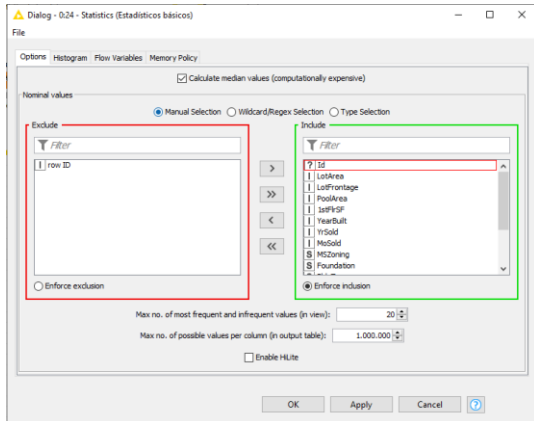 Dialog - 0:24 - Statistics (Estadísticos básicos)
File
Options Histogram Flow Variables Memory Policy
Calculate median values (computationally expensive)
Nominal values
Manual Selection Wildcard/Regex Selection Type Selection
Exclude
Filter
I row ID
Enforce exclusion
>
>>
<
<<
Include
Filter
? Id
I LotArea
I LotFrontage
I PoolArea
I 1stFlrSF
I YearBuilt
I YrSold
I MoSold
S MSZoning
S Foundation
Enforce inclusion
Max no. of most frequent and infrequent values (in view): 20
Max no. of possible values per column (in output table): 1.000.000
Enable HiLite
OK Apply Cancel ?